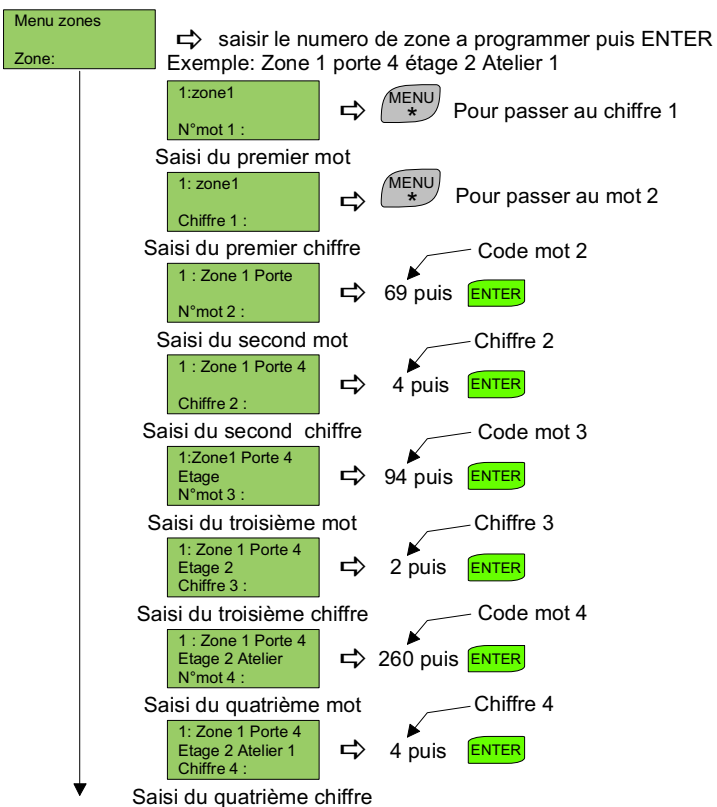 Menu zones
Zone:
saisir le numero de zone a programmer puis ENTER
Exemple: Zone 1 porte 4 étage 2 Atelier 1
1:zone1
N°mot 1 :
MENU
*
Pour passer au chiffre 1
Saisi du premier mot
1: zone1
Chiffre 1 :
MENU
*
Pour passer au mot 2
Saisi du premier chiffre
Code mot 2
1 : Zone 1 Porte
N°mot 2 :
69 puis ENTER
Saisi du second mot
Chiffre 2
1 : Zone 1 Porte 4
Chiffre 2 :
4 puis ENTER
Saisi du second chiffre
Code mot 3
1:Zone1 Porte 4
Etage
N°mot 3 :
94 puis ENTER
Saisi du troisième mot
Chiffre 3
1: Zone 1 Porte 4
Etage 2
Chiffre 3 :
2 puis ENTER
Saisi du troisième chiffre
Code mot 4
1 : Zone 1 Porte 4
Etage 2 Atelier
N°mot 4 :
260 puis ENTER
Saisi du quatrième mot
Chiffre 4
1: Zone 1 Porte 4
Etage 2 Atelier 1
Chiffre 4 :
4 puis ENTER
Saisi du quatrième chiffre